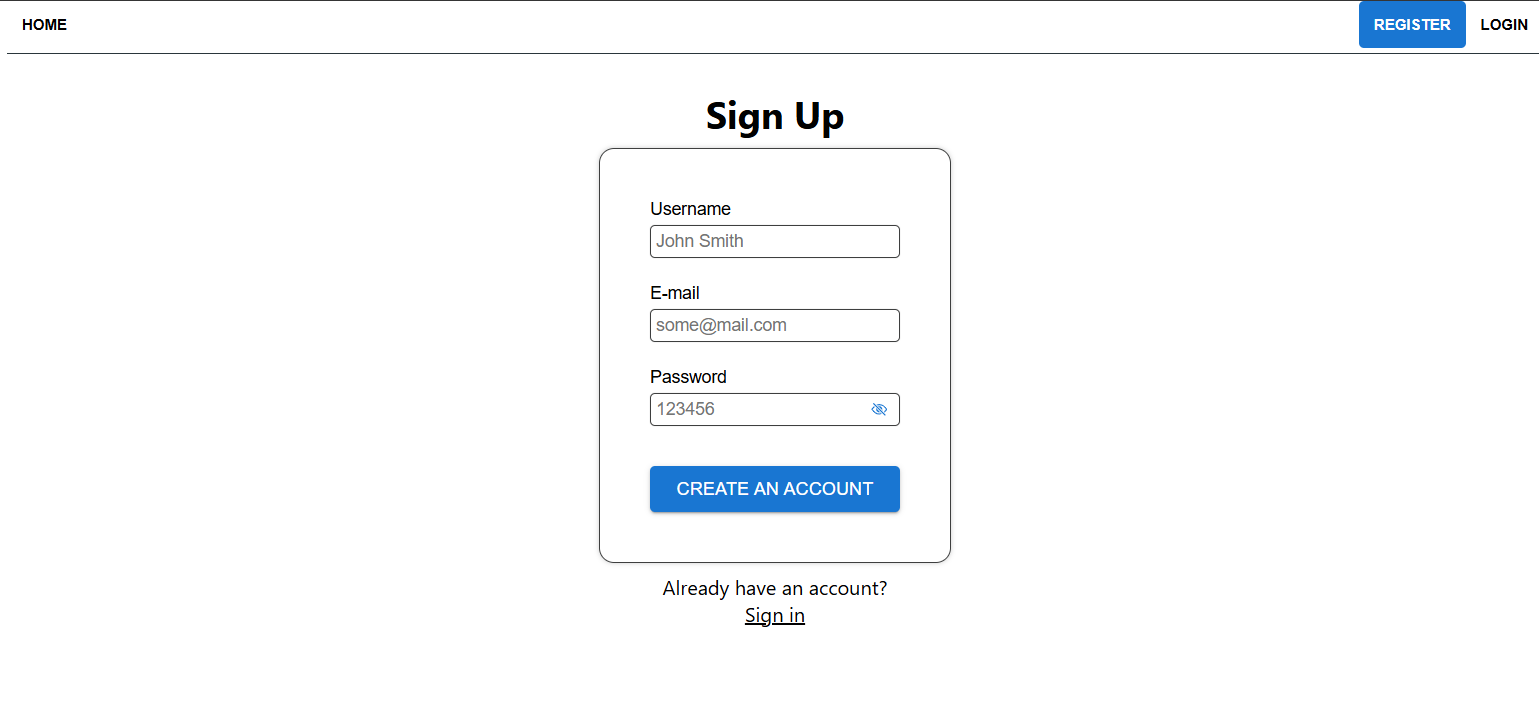 HOME REGISTER LOGIN
Sign Up
Username
John Smith
E-mail
some@mail.com
Password
123456
CREATE AN ACCOUNT
Already have an account?
Sign in